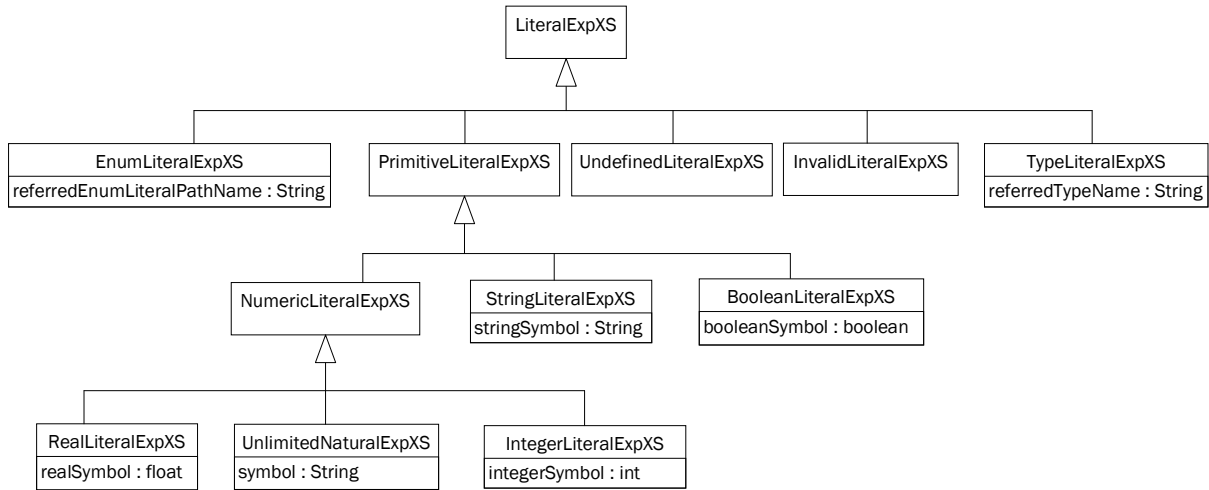 LiteralExpXS
EnumLiteralExpXS
referredEnumLiteralPathName : String
PrimitiveLiteralExpXS
UndefinedLiteralExpXS
InvalidLiteralExpXS
TypeLiteralExpXS
referredTypeName : String
NumericLiteralExpXS
StringLiteralExpXS
stringSymbol : String
BooleanLiteralExpXS
booleanSymbol : boolean
RealLiteralExpXS
realSymbol : float
UnlimitedNaturalExpXS
symbol : String
IntegerLiteralExpXS
integerSymbol : int